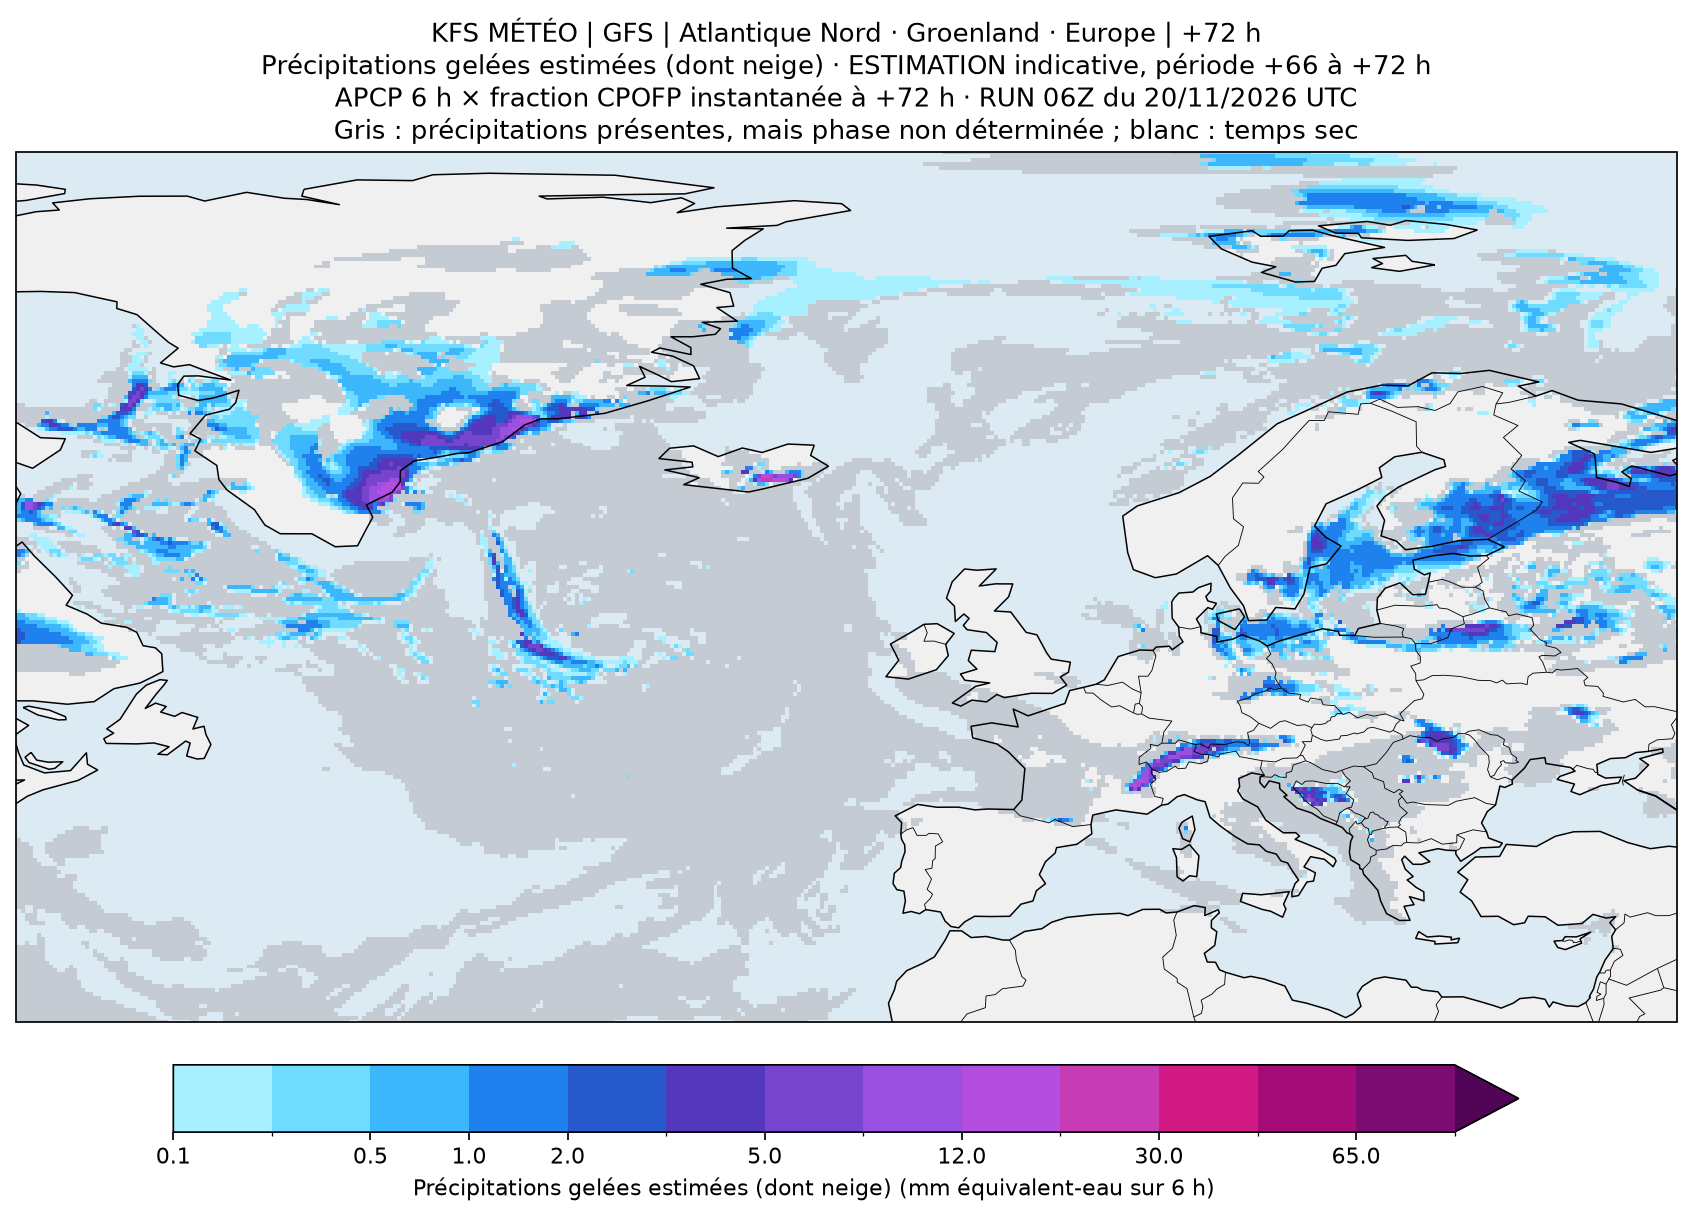 KFS MÉTÉO | GFS | Atlantique Nord · Groenland · Europe | +72 h
Précipitations gelées estimées (dont neige) · ESTIMATION indicative, période +66 à +72 h
APCP 6 h × fraction CPOFP instantanée à +72 h · RUN 06Z du 20/11/2026 UTC
Gris : précipitations présentes, mais phase non déterminée ; blanc : temps sec
0.1 0.5 1.0 2.0 5.0 12.0 30.0 65.0
Précipitations gelées estimées (dont neige) (mm équivalent-eau sur 6 h)